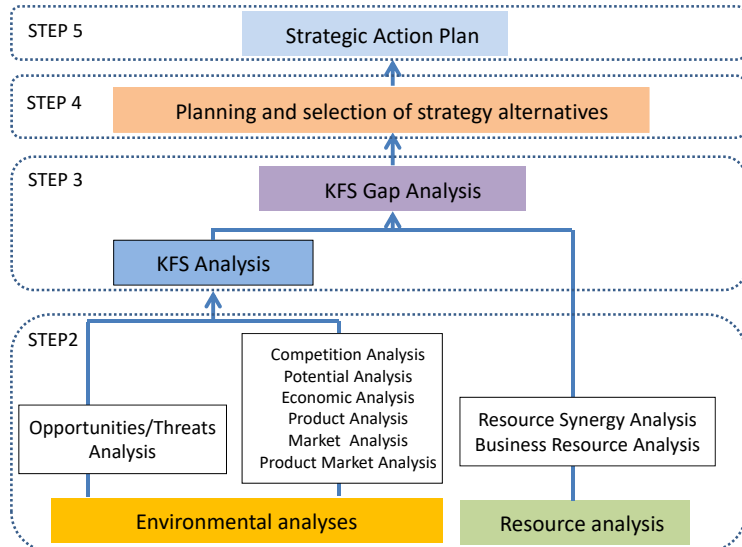 STEP 5
Strategic Action Plan
STEP 4
Planning and selection of strategy alternatives
STEP 3
KFS Gap Analysis
KFS Analysis
STEP2
Competition Analysis
Potential Analysis
Economic Analysis
Product Analysis
Market Analysis
Product Market Analysis
Opportunities/Threats
Analysis
Resource Synergy Analysis
Business Resource Analysis
Environmental analyses
Resource analysis